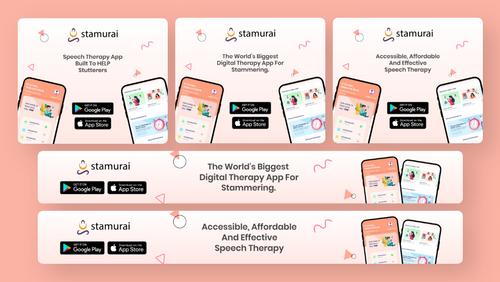 stamurai
Speech Therapy App
Built To HELP
Stutterers
GET IT ON
Google Play
Download on the
App Store
stamurai
The World's Biggest
Digital Therapy App For
Stammering.
GET IT ON
Google Play
Download on the
App Store
stamurai
Accessible, Affordable
And Effective
Speech Therapy
GET IT ON
Google Play
Download on the
App Store
stamurai
The World's Biggest
Digital Therapy App For
Stammering.
GET IT ON
Google Play
Download on the
App Store
stamurai
Accessible, Affordable
And Effective
Speech Therapy
GET IT ON
Google Play
Download on the
App Store